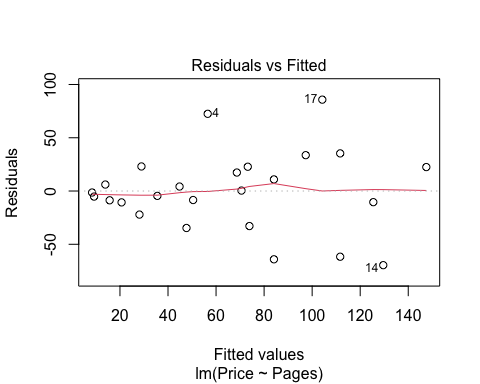 Residuals vs Fitted
Residuals
100
50
0
-50
17
4
14
20 40 60 80 100 120 140
Fitted values
lm(Price ~ Pages)